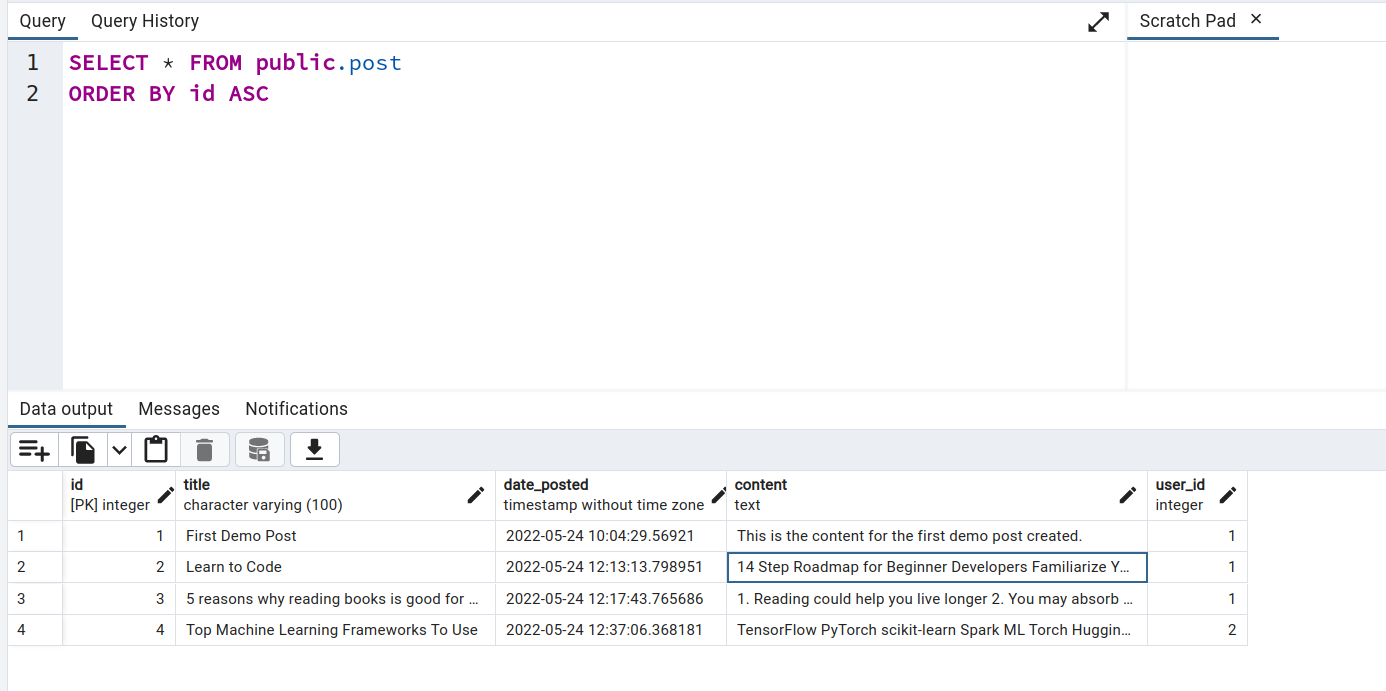 Query Query History Scratch Pad ×
1 SELECT * FROM public.post
2 ORDER BY id ASC
Data output Messages Notifications
id title date_posted content user_id
[PK] integer character varying (100) timestamp without time zone text integer
1 1 First Demo Post 2022-05-24 10:04:29.56921 This is the content for the first demo post created. 1
2 2 Learn to Code 2022-05-24 12:13:13.798951 14 Step Roadmap for Beginner Developers Familiarize Y... 1
3 3 5 reasons why reading books is good for ... 2022-05-24 12:17:43.765686 1. Reading could help you live longer 2. You may absorb ... 1
4 4 Top Machine Learning Frameworks To Use 2022-05-24 12:37:06.368181 TensorFlow PyTorch scikit-learn Spark ML Torch Huggin... 2